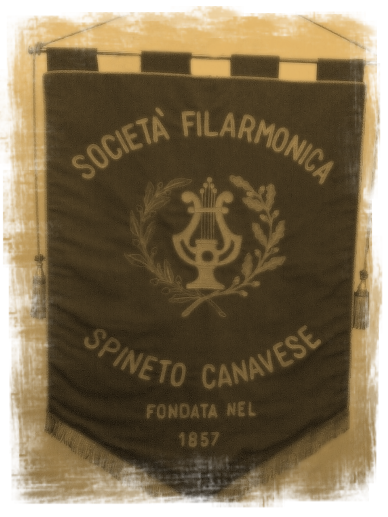 SOCIETÀ FILARMONICA
SPINETO CANAVESE
FONDATA NEL
1857